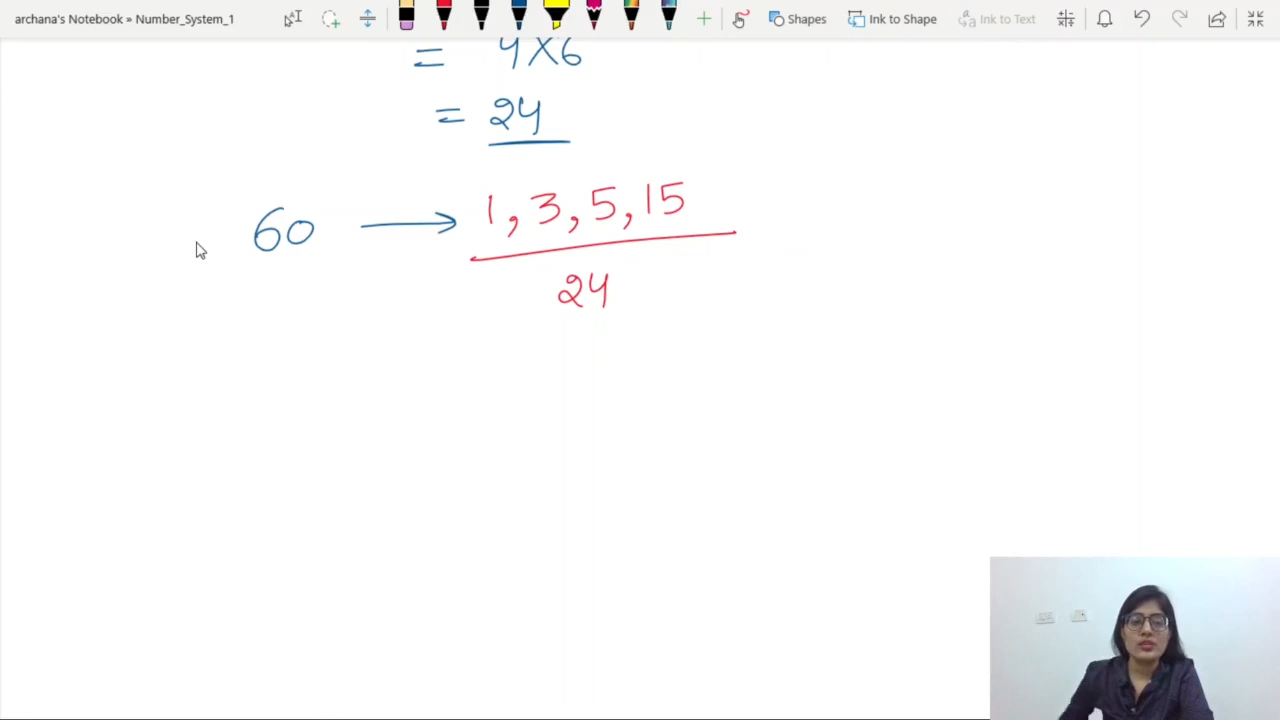 archana's Notebook » Number_System_1 Shapes Ink to Shape Ink to Text
= 4X6
= 24
60 → 1, 3, 5, 15
24